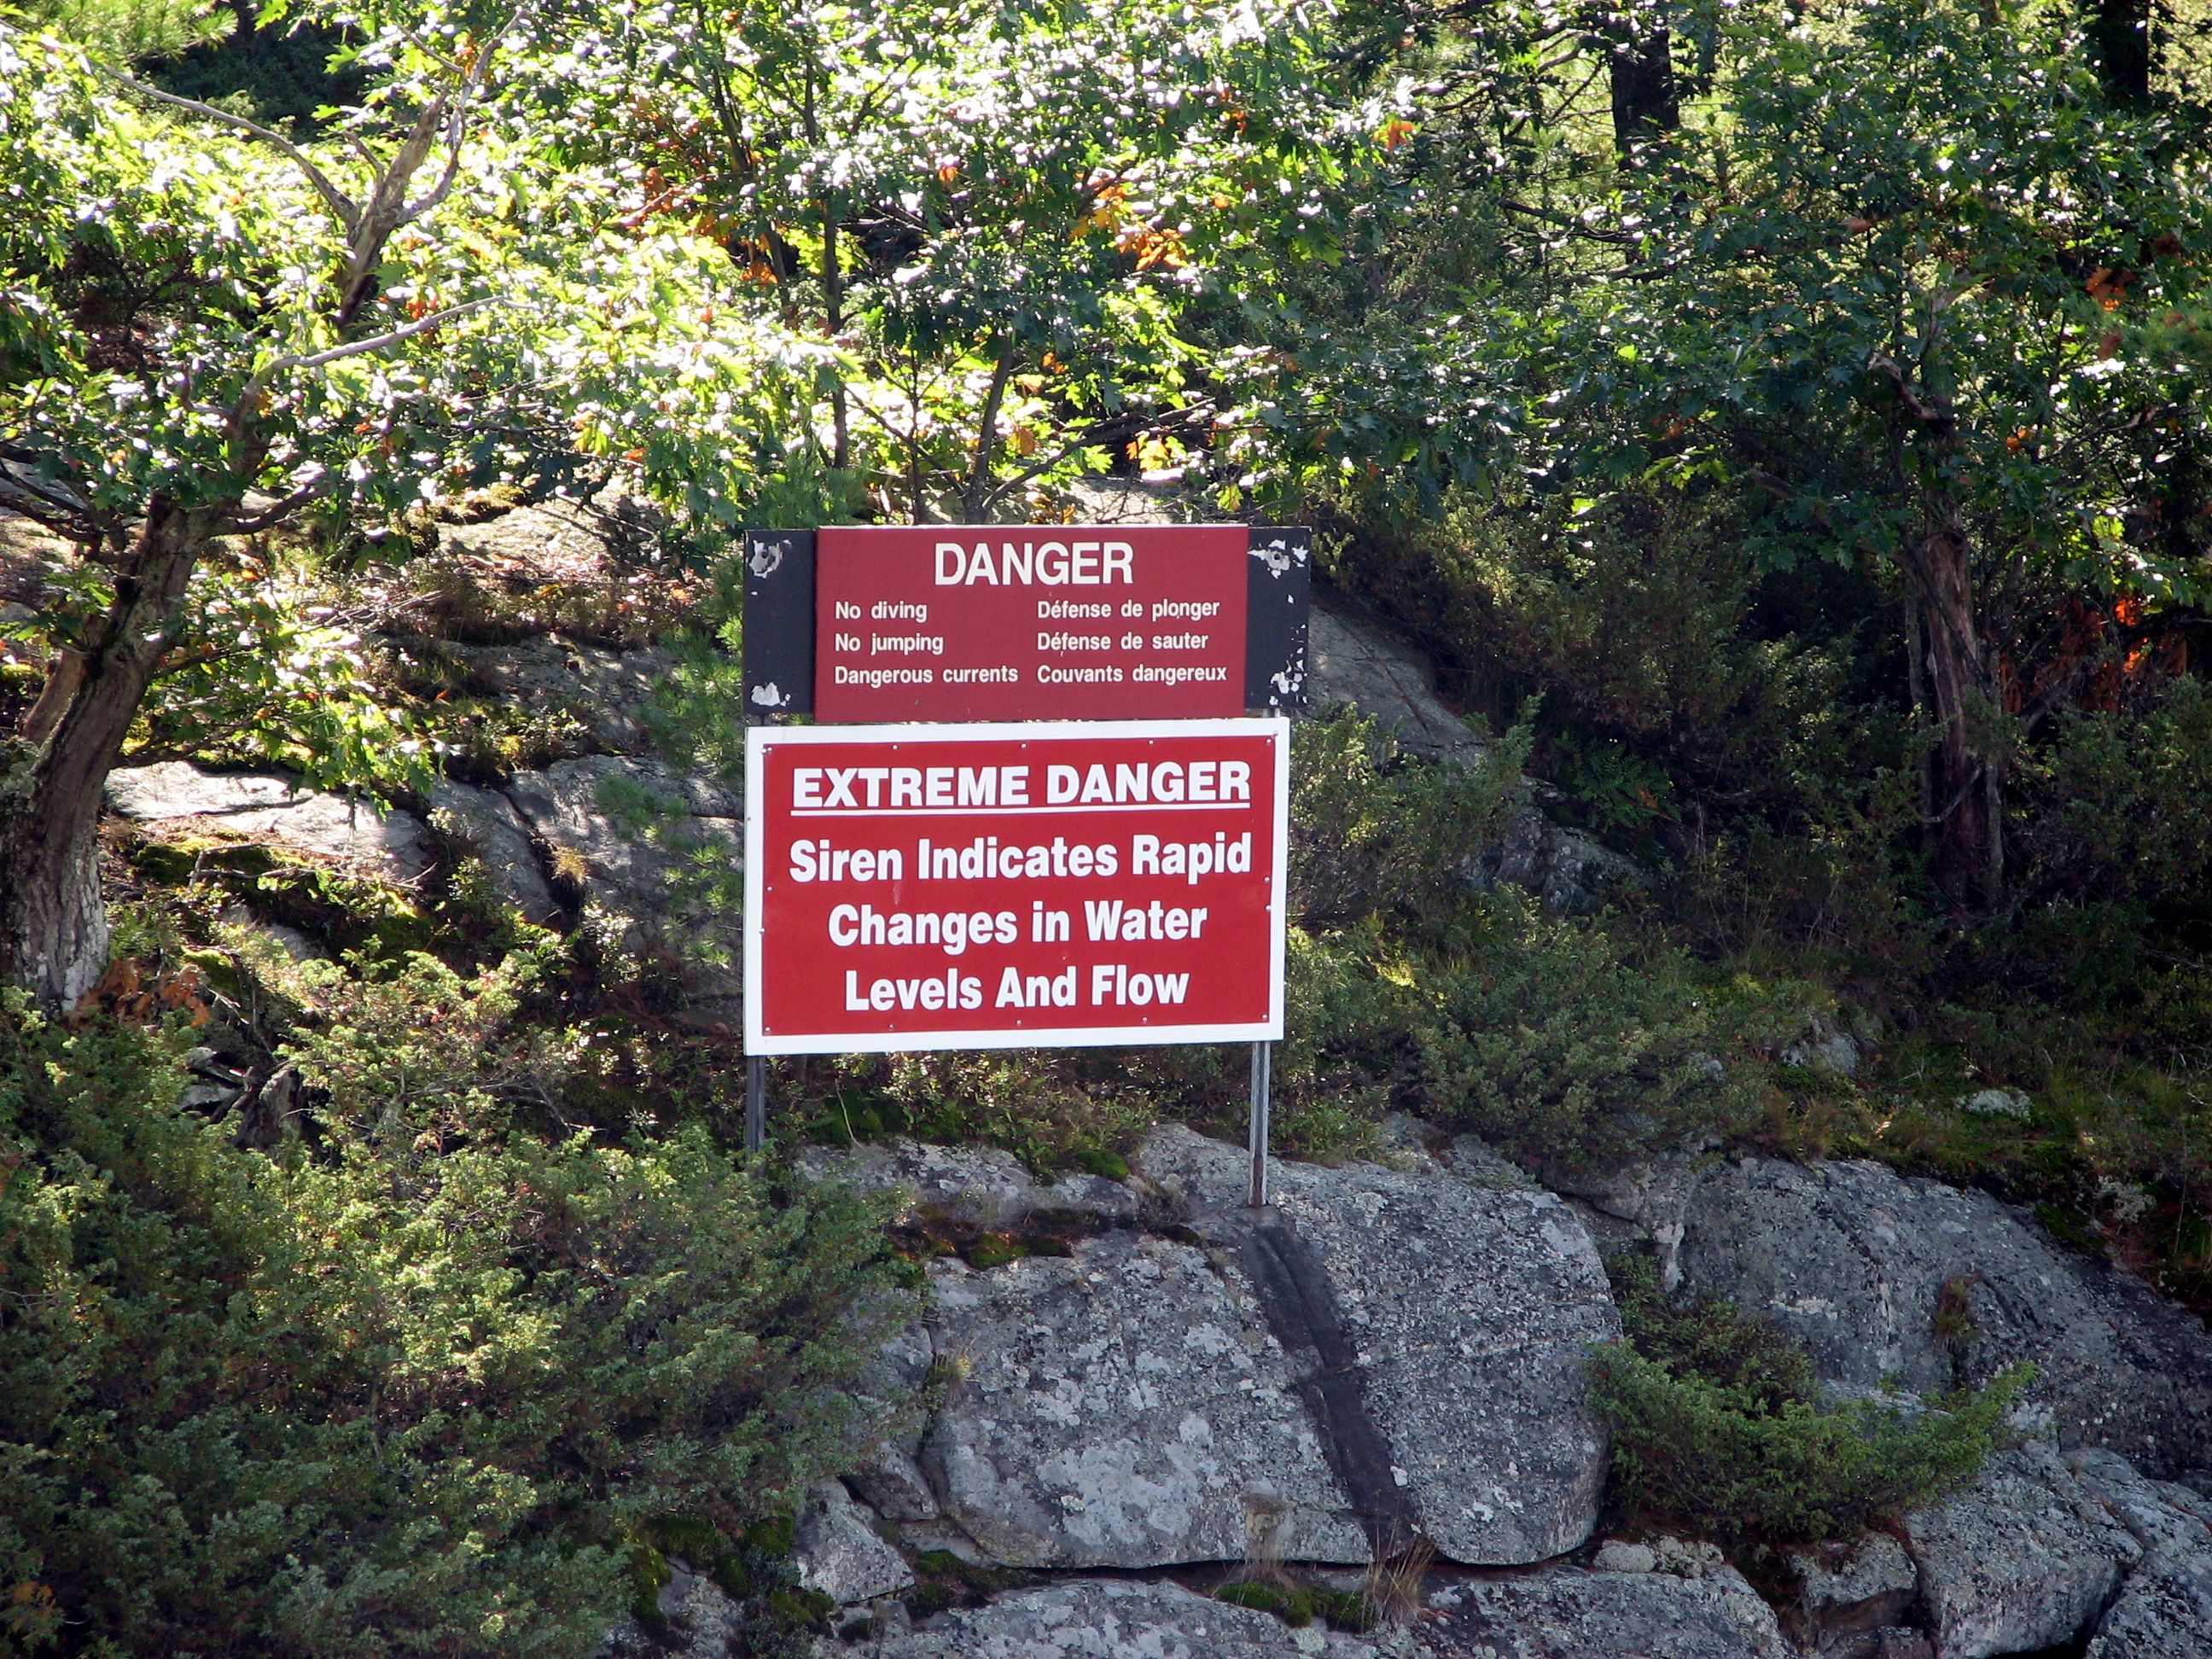 DANGER
No diving Défense de plonger
No jumping Défense de sauter
Dangerous currents Couvants dangereux
EXTREME DANGER
Siren Indicates Rapid
Changes in Water
Levels And Flow